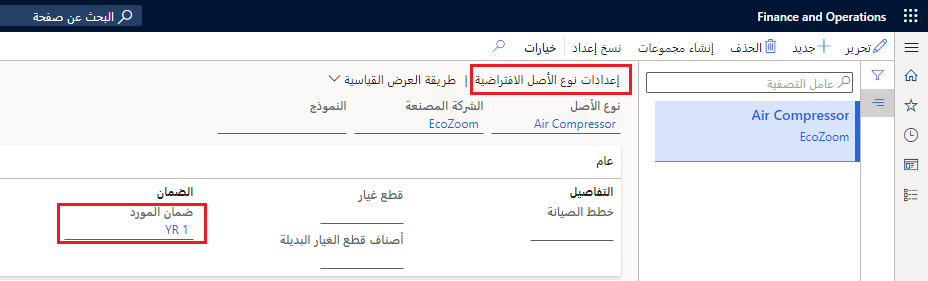 Finance and Operations
البحث عن صفحة
تحرير
جديد
الحذف
إنشاء مجموعات
نسخ إعداد
خيارات
عامل التصفية
Air Compressor
EcoZoom
إعدادات نوع الأصل الافتراضية | طريقة العرض القياسية
نوع الأصل
Air Compressor
الشركة المصنعة
EcoZoom
النموذج
عام
التفاصيل
خطط الصيانة
قطع غيار
أصناف قطع الغيار البديلة
الضمان
ضمان المورد
YR 1